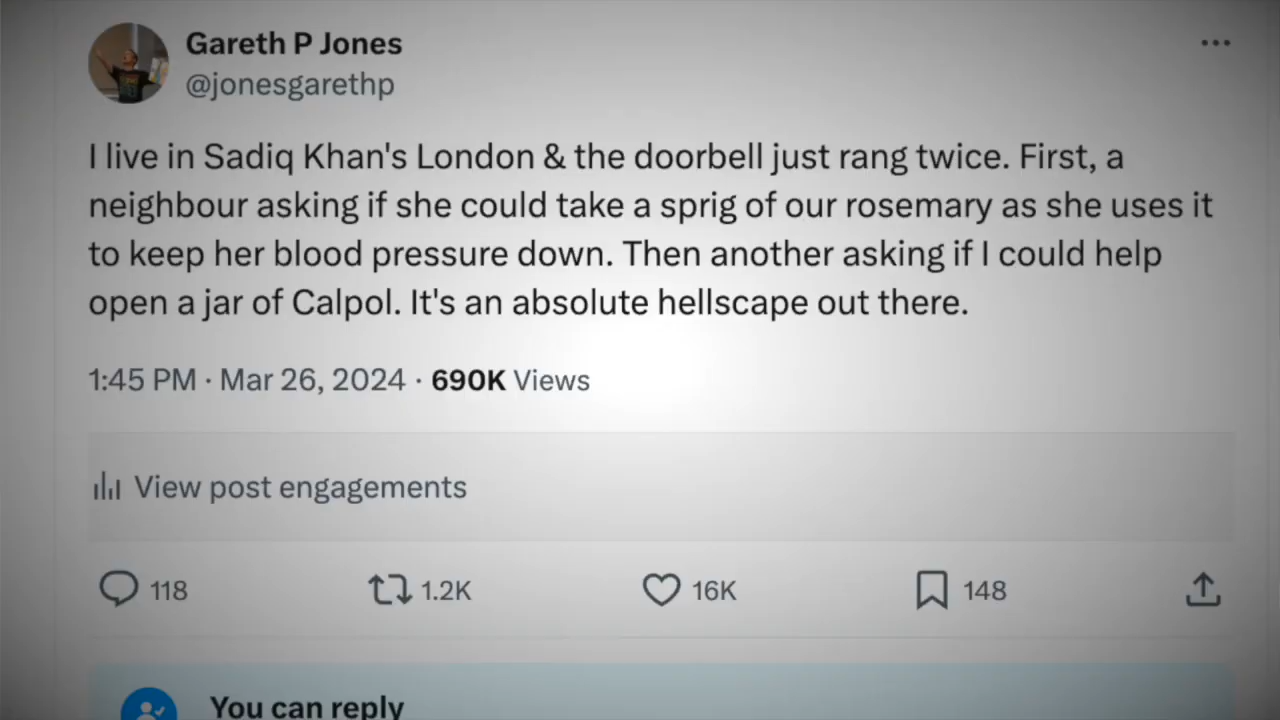 Gareth P Jones
@jonesgarethp
I live in Sadiq Khan's London & the doorbell just rang twice. First, a
neighbour asking if she could take a sprig of our rosemary as she uses it
to keep her blood pressure down. Then another asking if I could help
open a jar of Calpol. It's an absolute hellscape out there.
1:45 PM · Mar 26, 2024 · 690K Views
View post engagements
118 1.2K 16K 148
You can reply